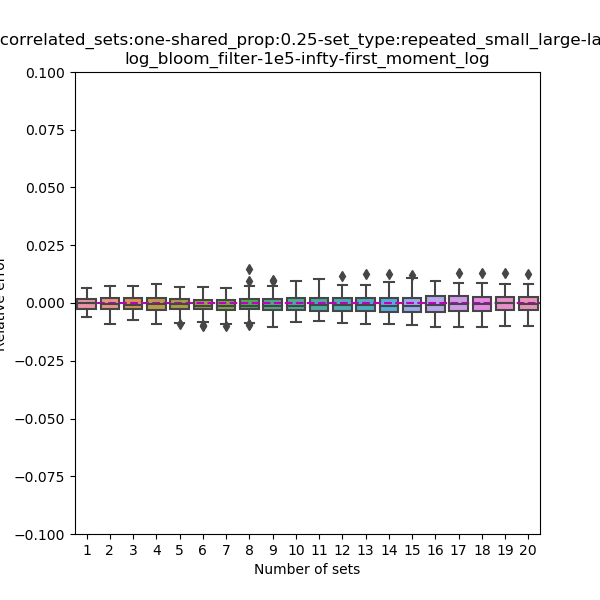 correlated_sets:one-shared_prop:0.25-set_type:repeated_small_large-la
log_bloom_filter-1e5-infty-first_moment_log
0.100
0.075
0.050
0.025
0.000
−0.025
−0.050
−0.075
−0.100
Relative error
1 2 3 4 5 6 7 8 9 10 11 12 13 14 15 16 17 18 19 20
Number of sets